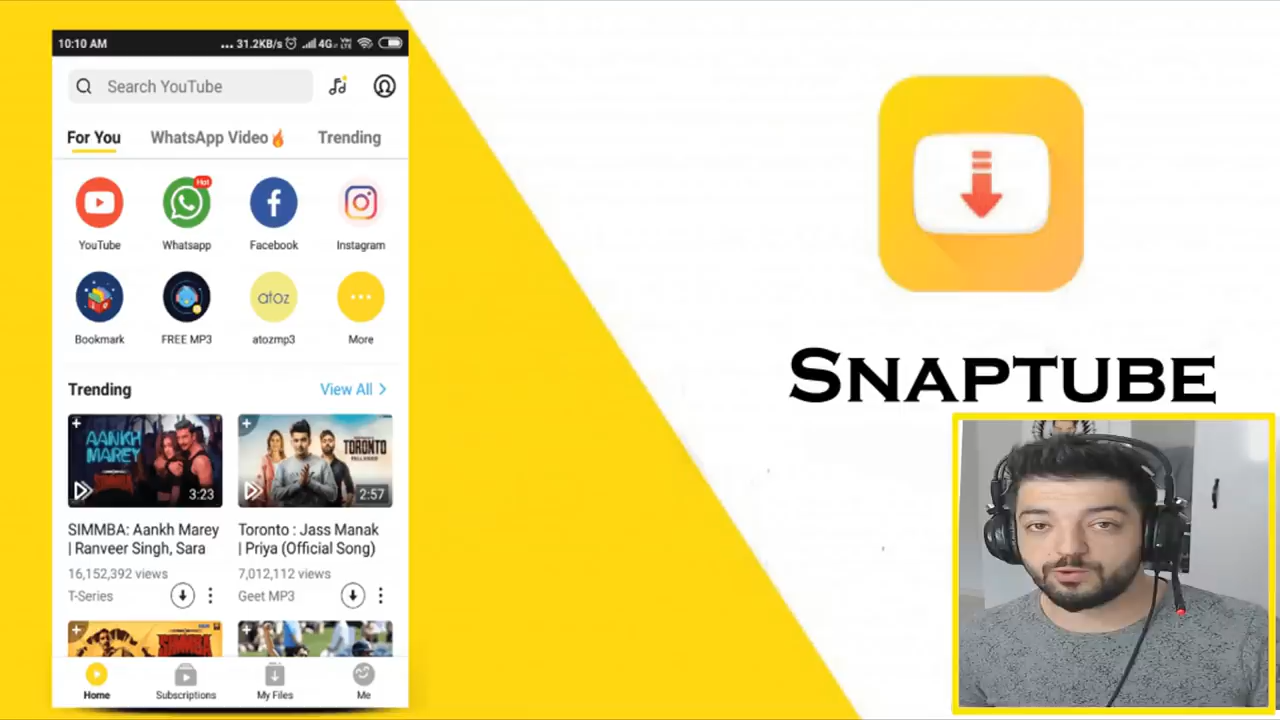 10:10 AM
... 31.2KB/s 4G
Search YouTube
For You WhatsApp Video🔥 Trending
Hot
YouTube Whatsapp Facebook Instagram
atoz
Bookmark FREE MP3 atozmp3 More
Trending View All >
AANKH
MAREY
TORONTO
3:23
2:57
SIMMBA: Aankh Marey
| Ranveer Singh, Sara
16,152,392 views
T-Series
Toronto : Jass Manak
| Priya (Official Song)
7,012,112 views
Geet MP3
SIMMBA
Home Subscriptions My Files Me
SNAPTUBE